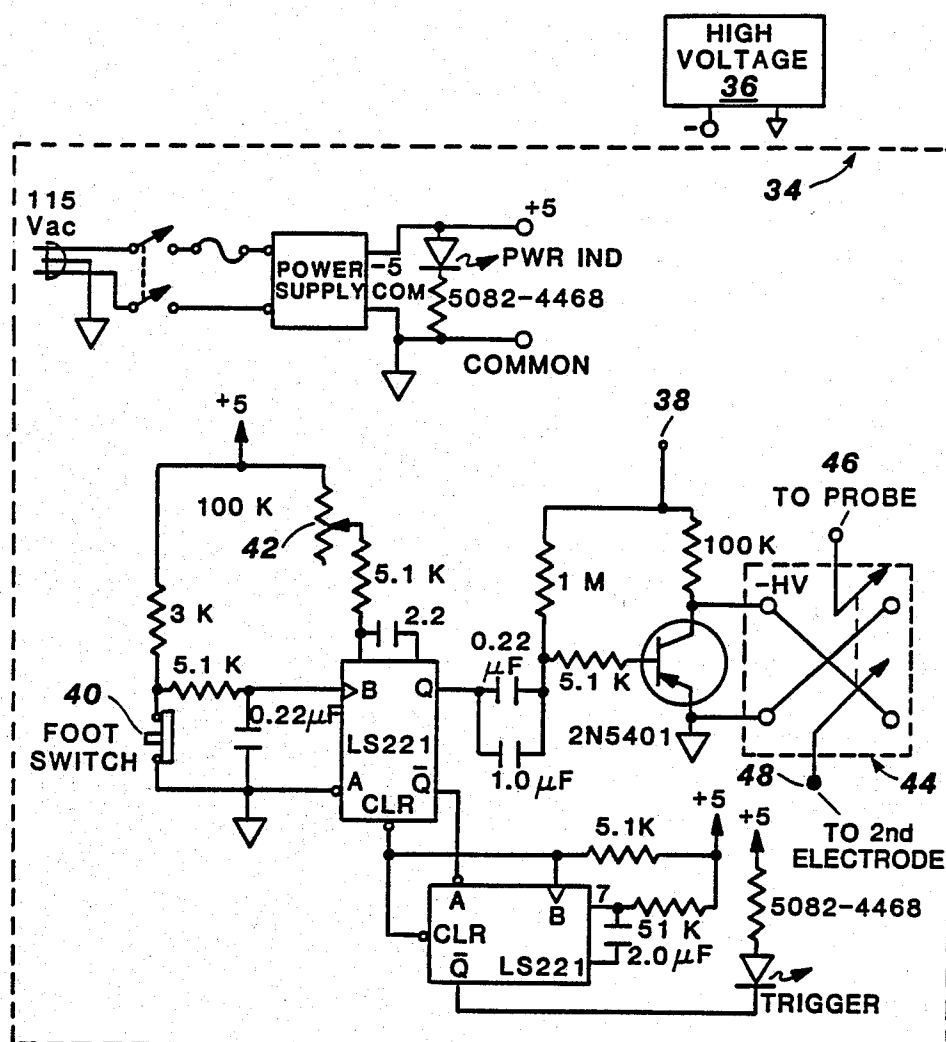 HIGH
VOLTAGE
36
-
34
115
Vac
+5
POWER
SUPPLY
-5
COM
PWR IND
5082-4468
COMMON
+5
38
46
TO PROBE
100 K
42
5.1 K
1 M
100 K
-HV
3 K
2.2
0.22
µF
5.1 K
5.1 K
40
FOOT
SWITCH
0.22µF
B
Q
LS221
A
Q̅
CLR
1.0µF
2N5401
48
44
TO 2nd
ELECTRODE
+5
+5
5.1K
A
B
7
CLR
51 K
2.0µF
Q̅
LS221
5082-4468
TRIGGER